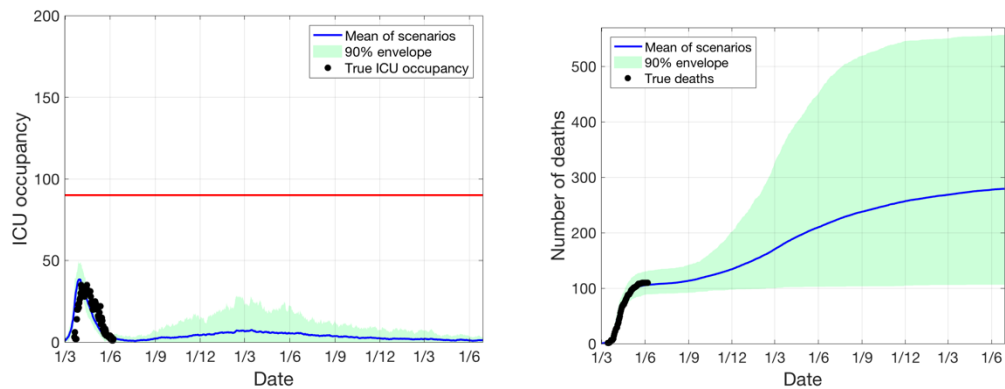 200
150
100
50
0
ICU occupancy
Mean of scenarios
90% envelope
True ICU occupancy
1/3 1/6 1/9 1/12 1/3 1/6 1/9 1/12 1/3 1/6
Date
500
400
300
200
100
0
Number of deaths
Mean of scenarios
90% envelope
True deaths
1/3 1/6 1/9 1/12 1/3 1/6 1/9 1/12 1/3 1/6
Date